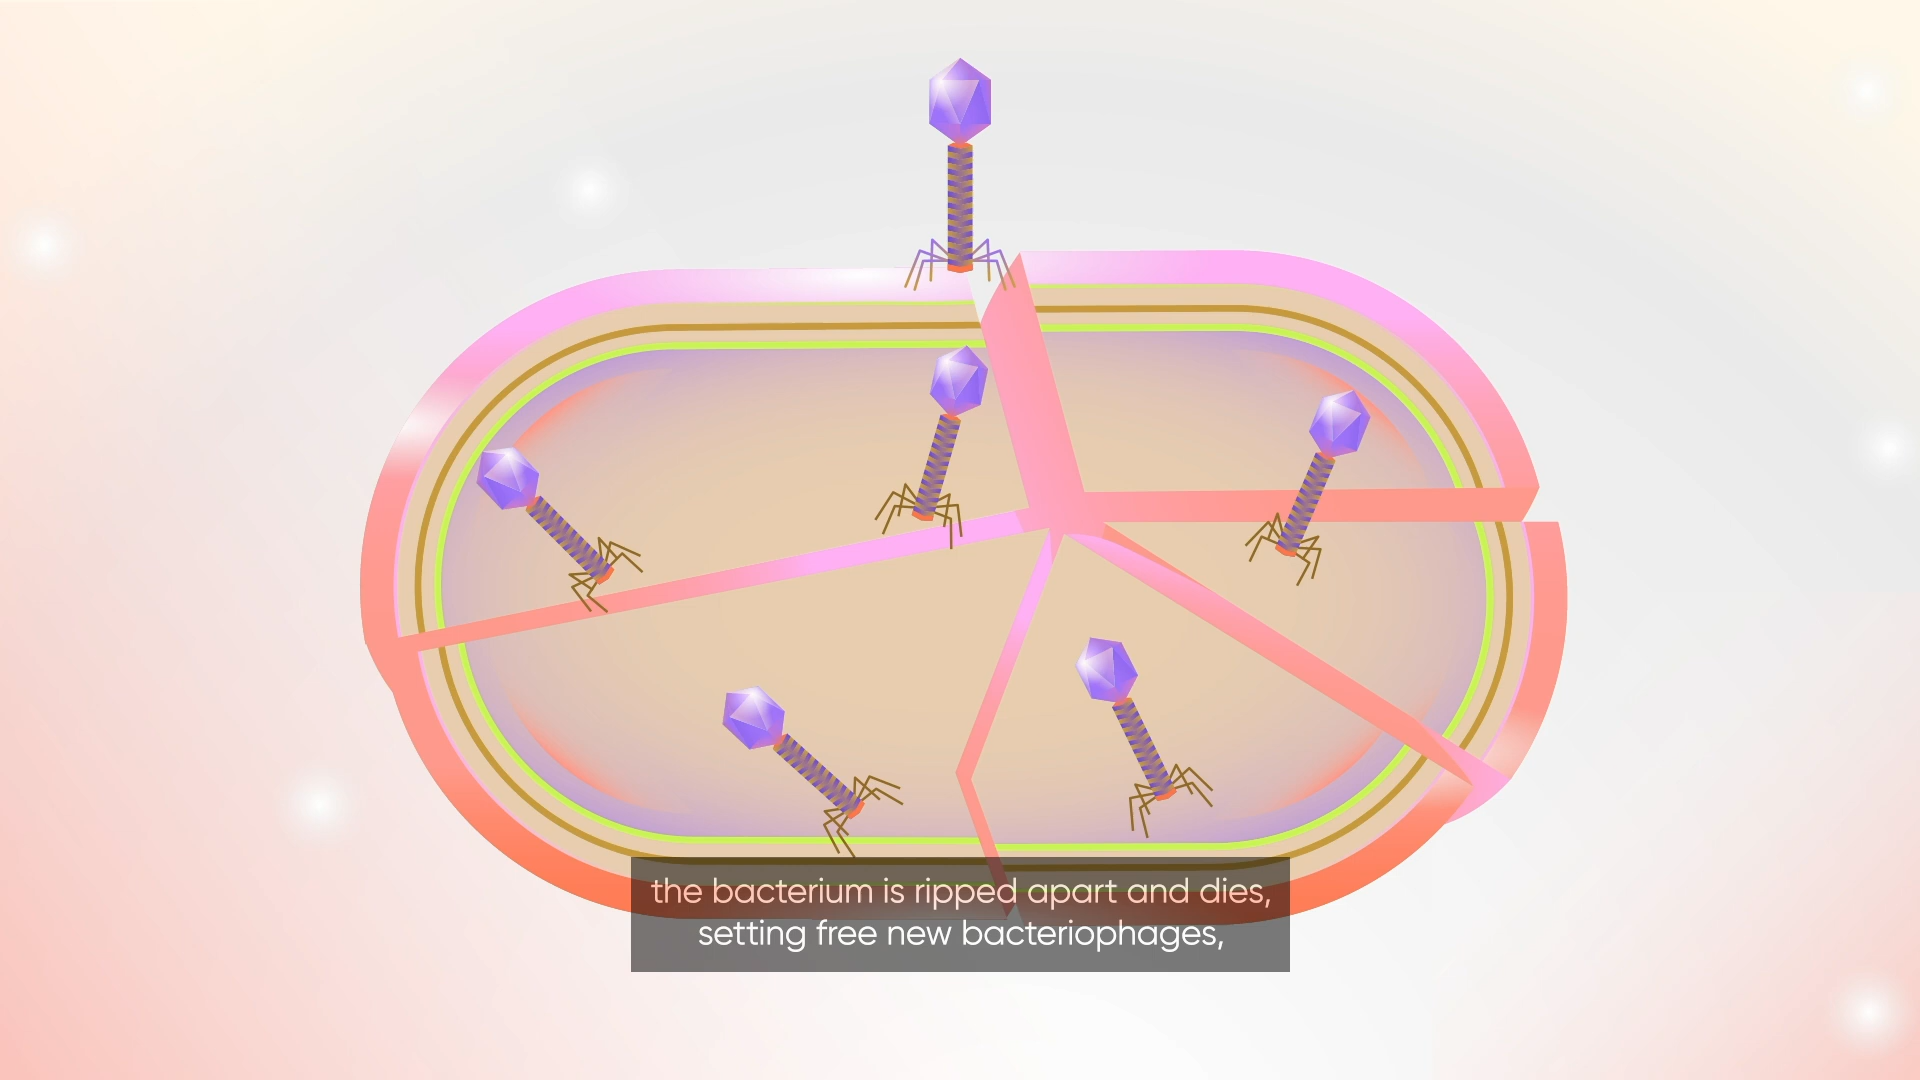 the bacterium is ripped apart and dies,
setting free new bacteriophages,